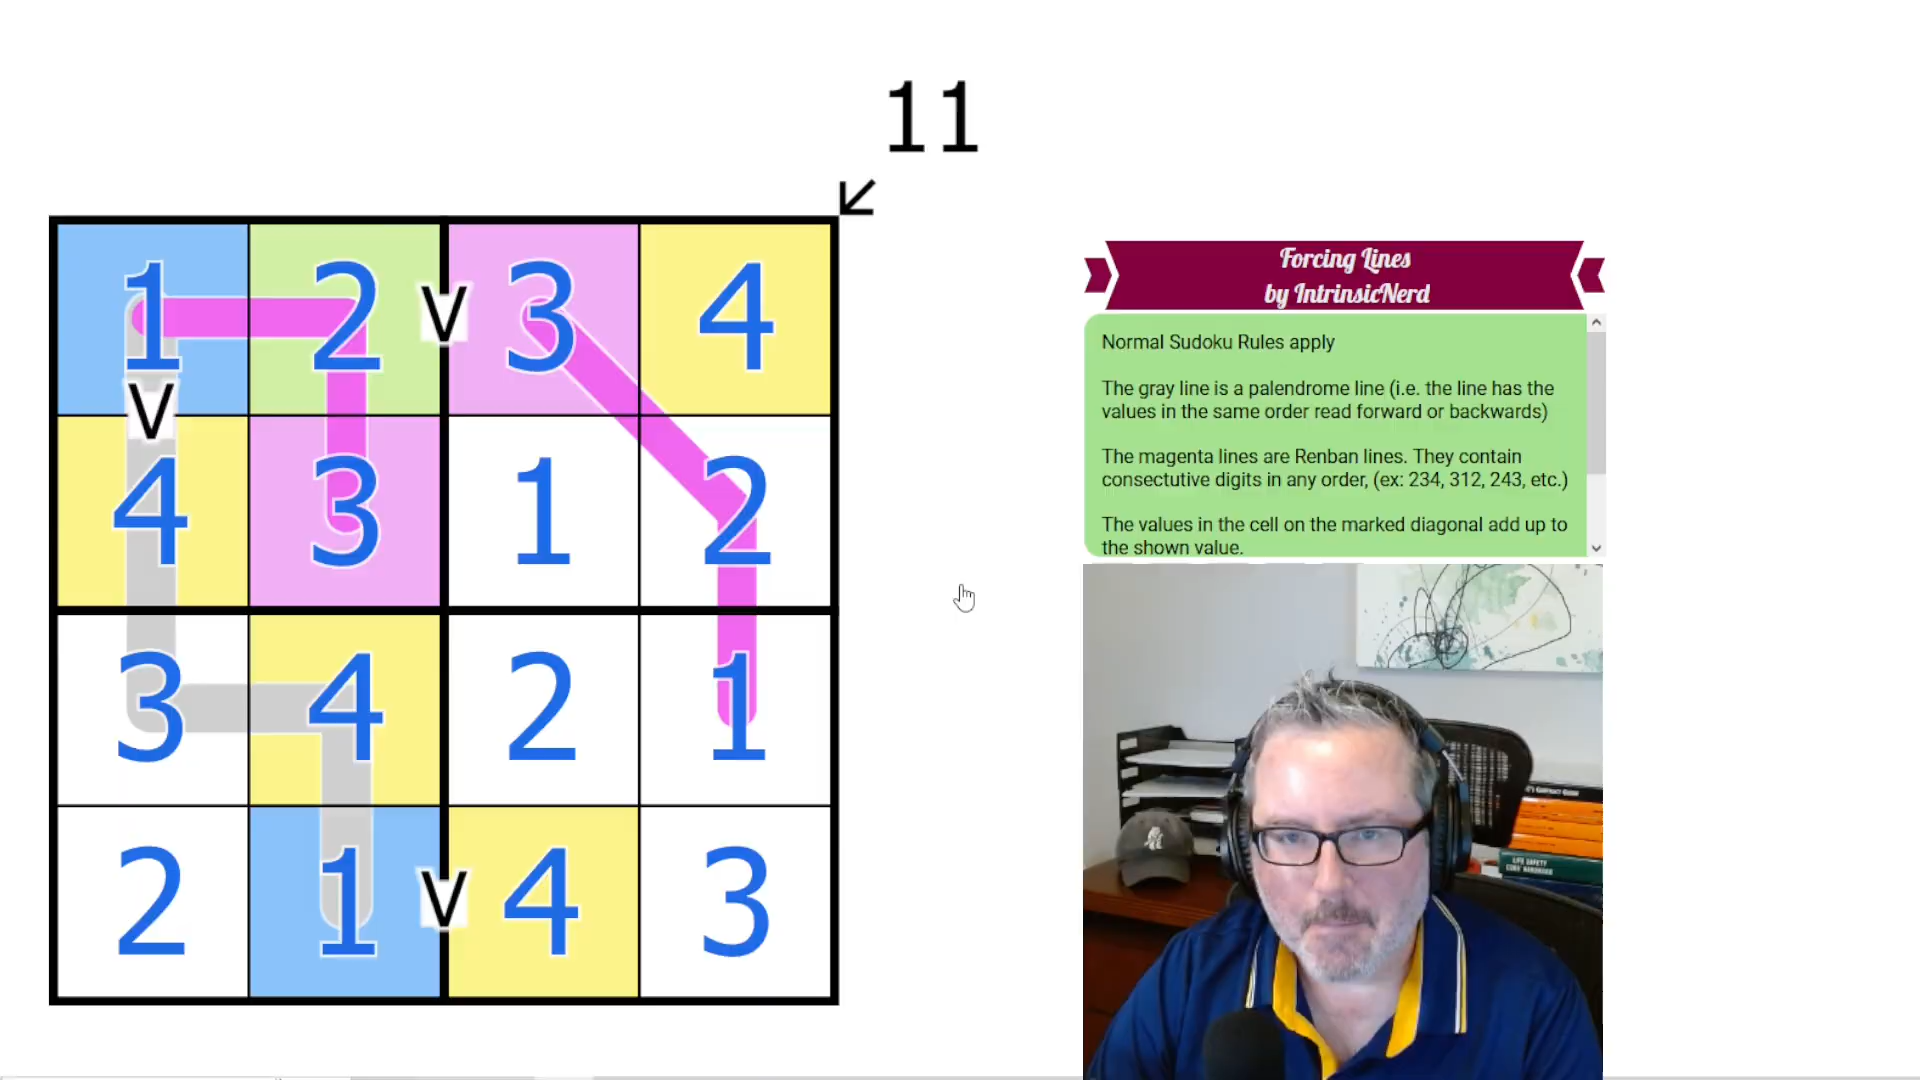 11
↙
1 2 V 3 4
V
4 3 1 2
3 4 2 1
2 1 V 4 3
Forcing Lines
by IntrinsicNerd
Normal Sudoku Rules apply
The gray line is a palendrome line (i.e. the line has the
values in the same order read forward or backwards)
The magenta lines are Renban lines. They contain
consectutive digits in any order, (ex: 234, 312, 243, etc.)
The values in the cell on the marked diagonal add up to
the shown value.
LIFE SAFETY